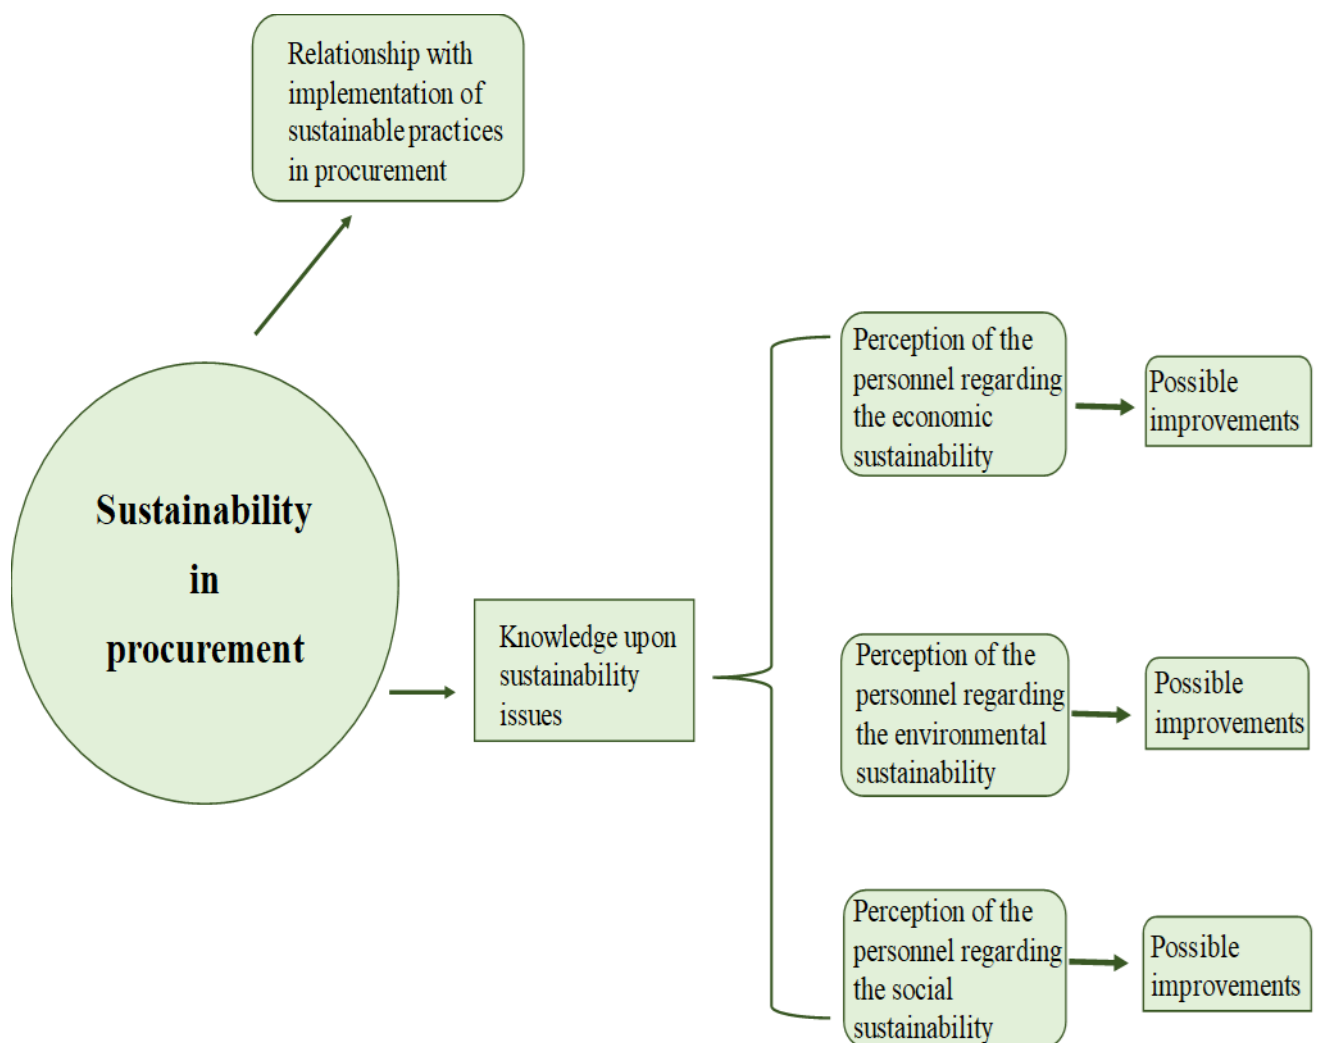 Relationship with
implementation of
sustainable practices
in procurement
Sustainability
in
procurement
Knowledge upon
sustainability
issues
Perception of the
personnel regarding
the economic
sustainability
Possible
improvements
Perception of the
personnel regarding
the environmental
sustainability
Possible
improvements
Perception of the
personnel regarding
the social
sustainability
Possible
improvements